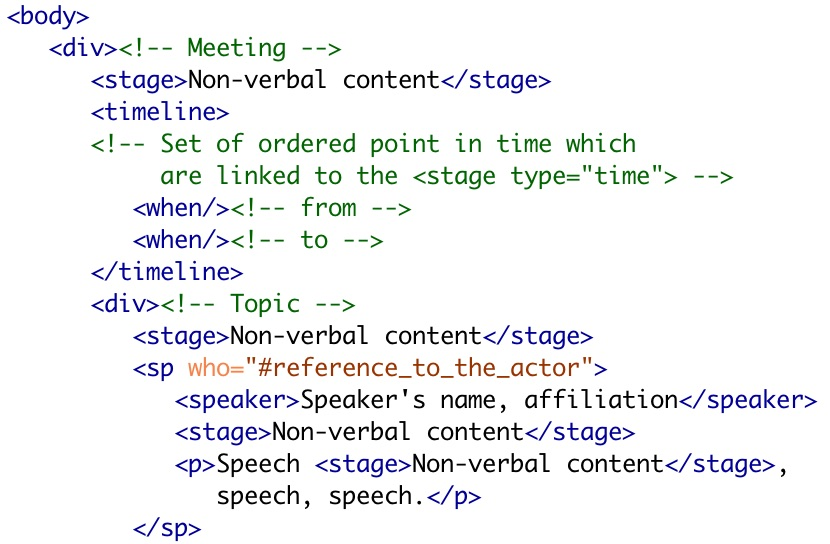 <body>
<div><!-- Meeting -->
<stage>Non-verbal content</stage>
<timeline>
<!-- Set of ordered point in time which
are linked to the <stage type="time"> -->
<when/><!-- from -->
<when/><!-- to -->
</timeline>
<div><!-- Topic -->
<stage>Non-verbal content</stage>
<sp who="#reference_to_the_actor">
<speaker>Speaker's name, affiliation</speaker>
<stage>Non-verbal content</stage>
<p>Speech <stage>Non-verbal content</stage>,
speech, speech.</p>
</sp>